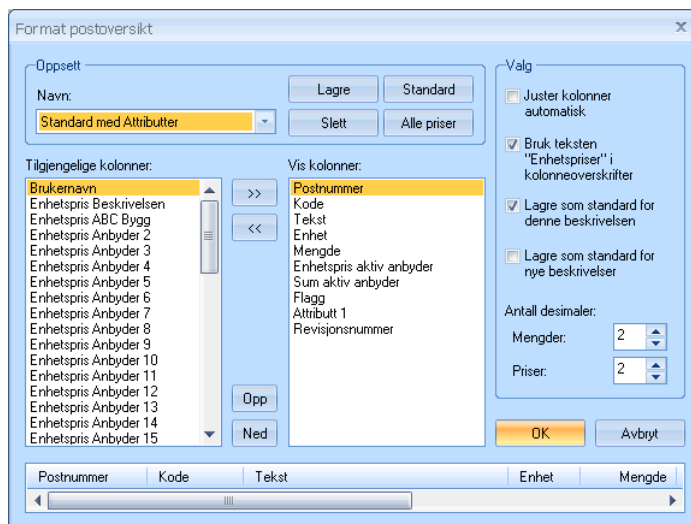 Format postoversikt
Oppsett
Navn:
Standard med Attributter
Lagre
Standard
Slett
Alle priser
Tilgjengelige kolonner:
Brukernavn
Enhetspris Beskrivelsen
Enhetspris ABC Bygg
Enhetspris Anbyder 2
Enhetspris Anbyder 3
Enhetspris Anbyder 4
Enhetspris Anbyder 5
Enhetspris Anbyder 6
Enhetspris Anbyder 7
Enhetspris Anbyder 8
Enhetspris Anbyder 9
Enhetspris Anbyder 10
Enhetspris Anbyder 11
Enhetspris Anbyder 12
Enhetspris Anbyder 13
Enhetspris Anbyder 14
Enhetspris Anbyder 15
>>
<<
Opp
Ned
Vis kolonner:
Postnummer
Kode
Tekst
Enhet
Mengde
Enhetspris aktiv anbyder
Sum aktiv anbyder
Flagg
Attributt 1
Revisjonsnummer
Valg
Juster kolonner
automatisk
Bruk teksten
"Enhetspriser" i
kolonneoverskrifter
Lagre som standard for
denne beskrivelsen
Lagre som standard for
nye beskrivelser
Antall desimaler:
Mengder: 2
Priser: 2
OK
Avbryt
Postnummer Kode Tekst Enhet Mengde